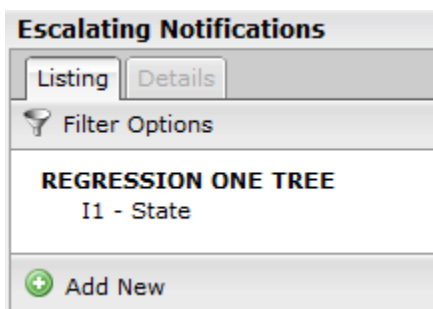 Escalating Notifications
Listing Details
Filter Options
REGRESSION ONE TREE
I1 - State
Add New